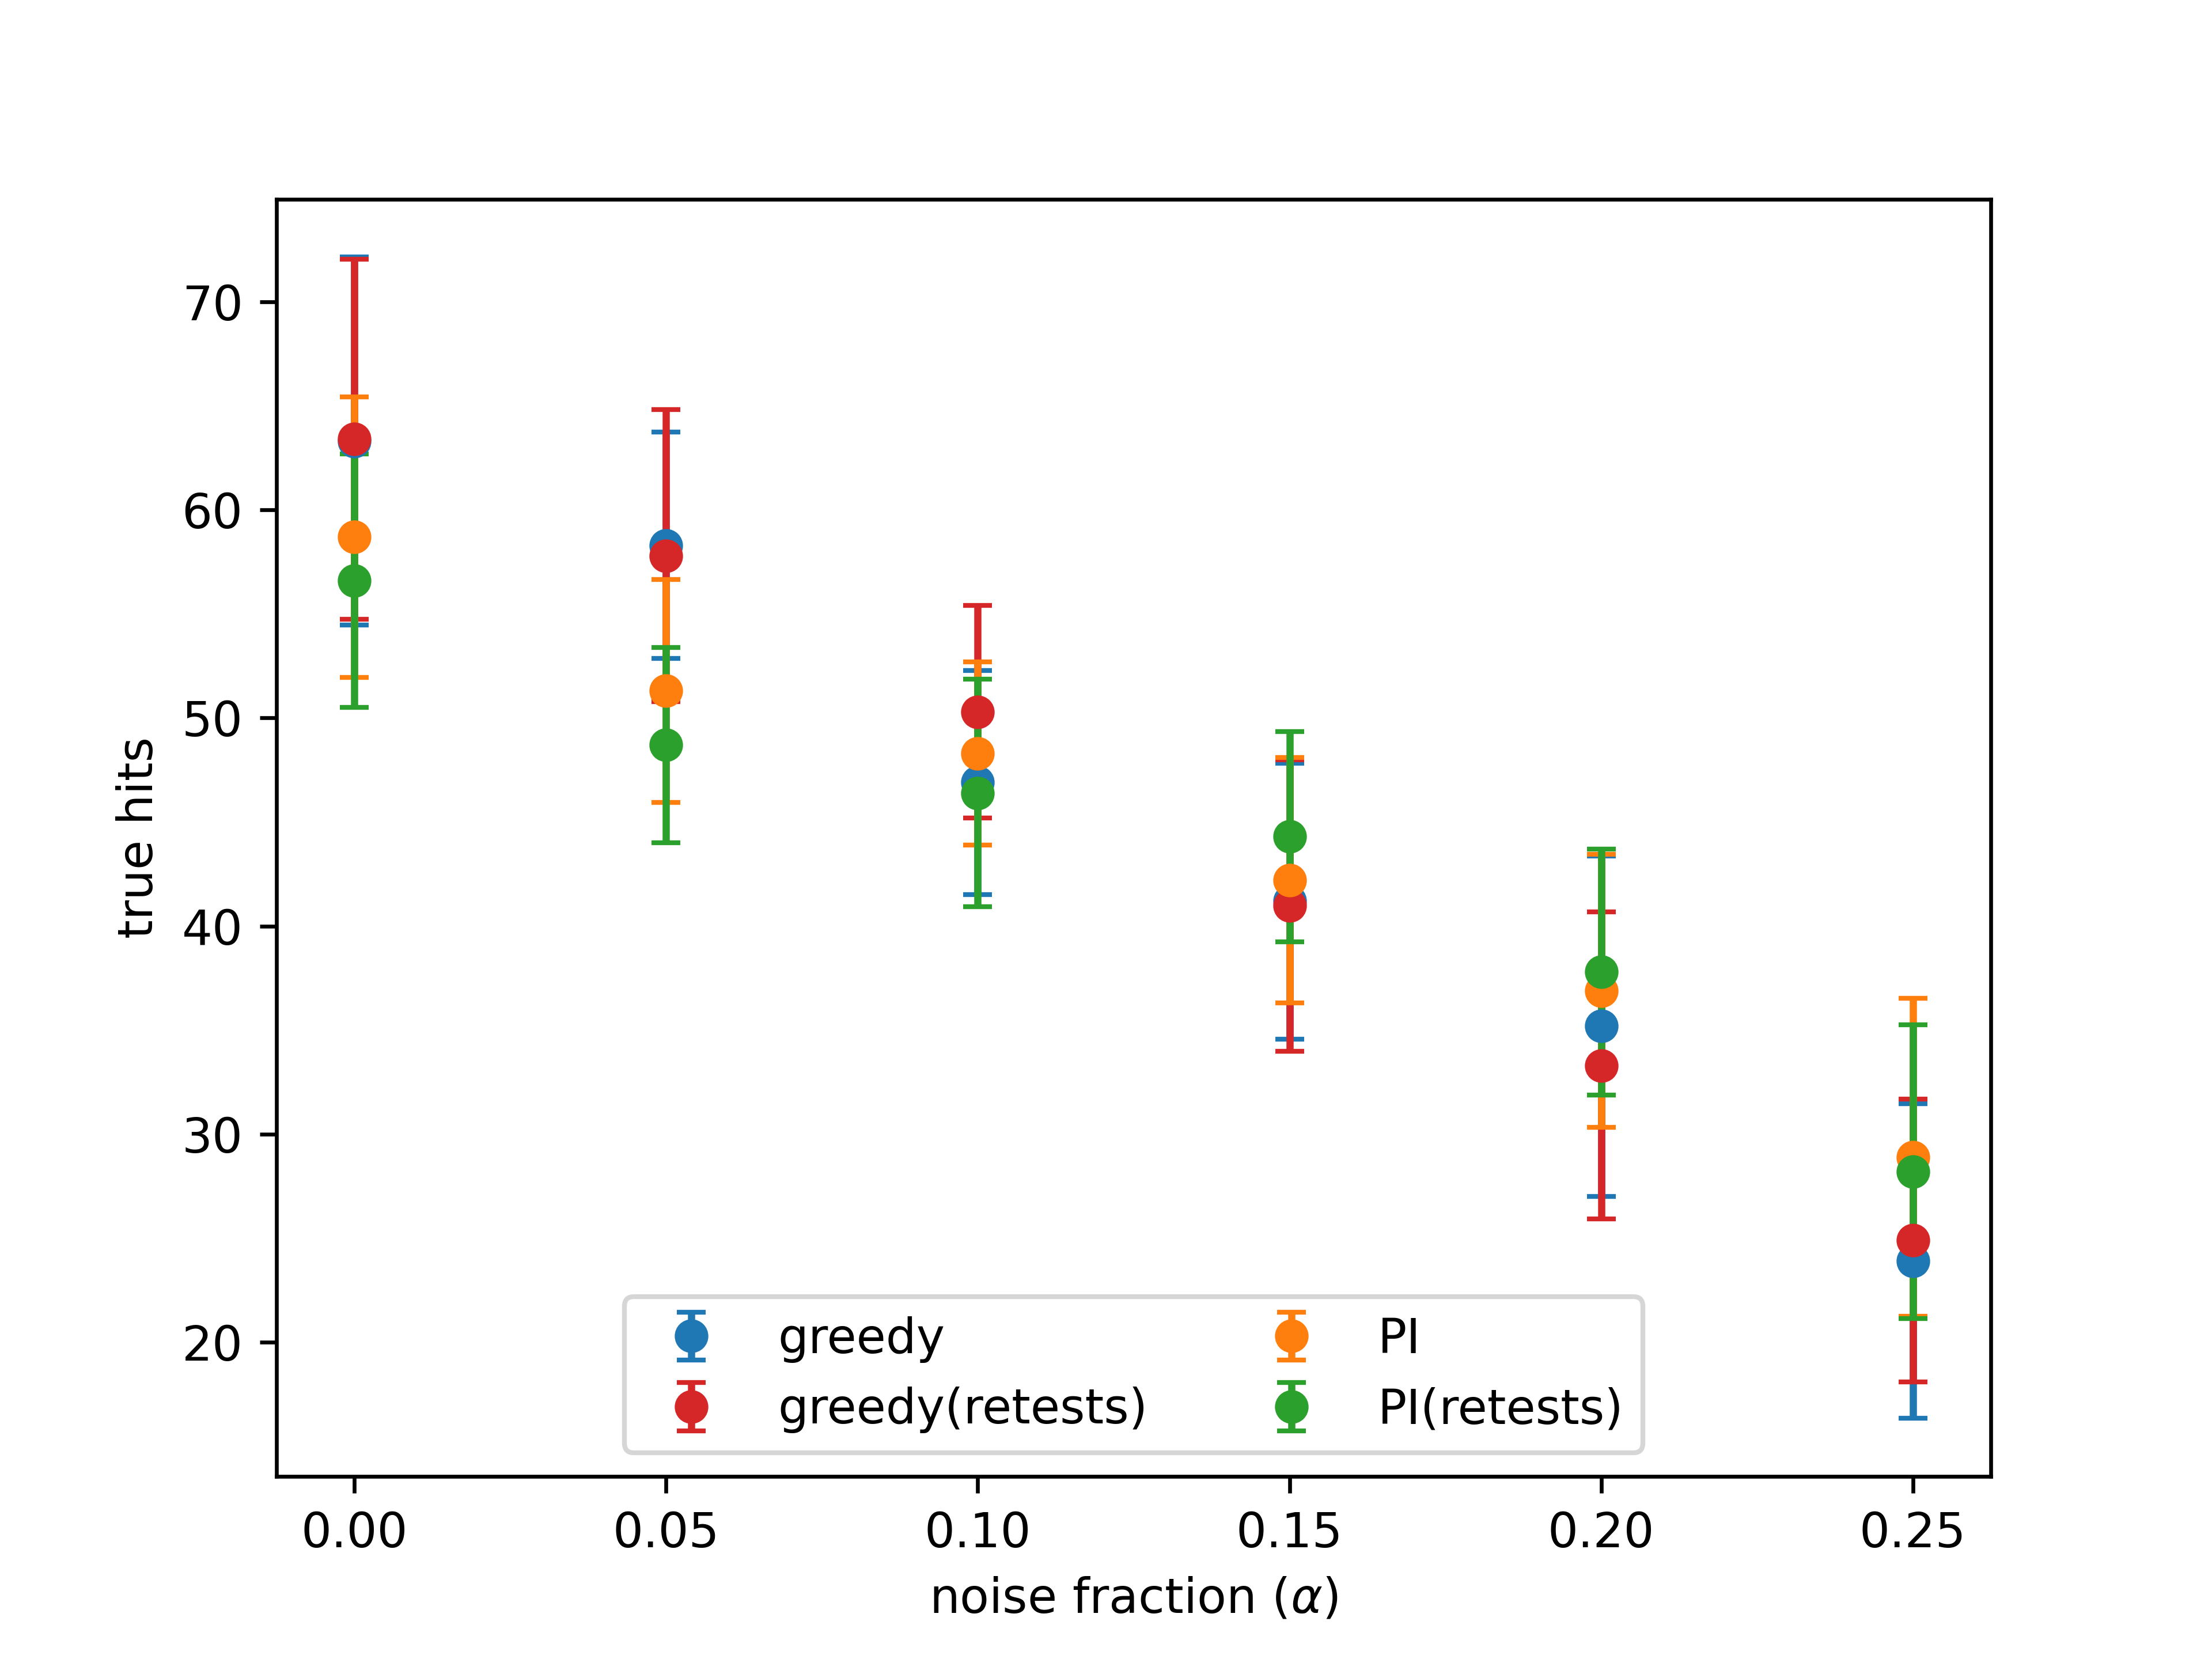 70
60
50
40
30
20
true hits
greedy
greedy(retests)
PI
PI(retests)
0.00 0.05 0.10 0.15 0.20 0.25
noise fraction (α)